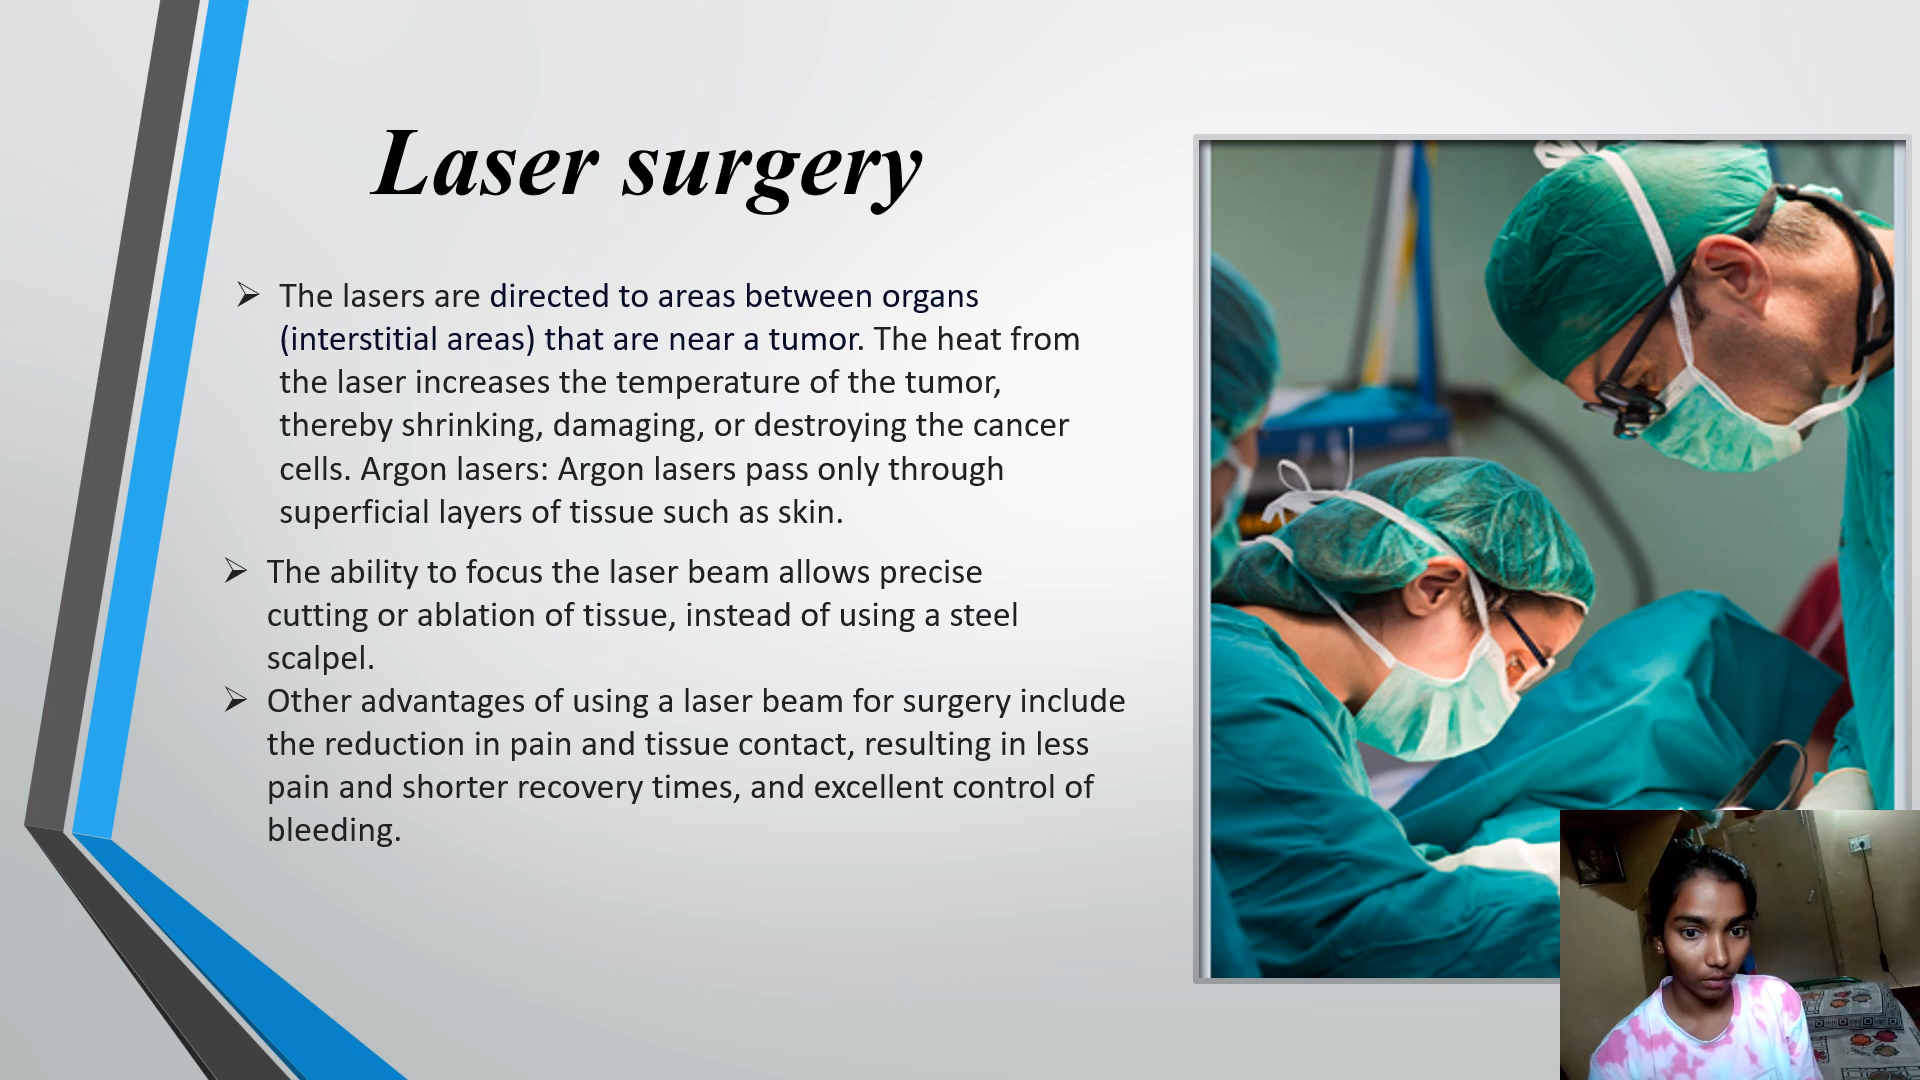 Laser surgery
➢ The lasers are directed to areas between organs
(interstitial areas) that are near a tumor. The heat from
the laser increases the temperature of the tumor,
thereby shrinking, damaging, or destroying the cancer
cells. Argon lasers: Argon lasers pass only through
superficial layers of tissue such as skin.
➢ The ability to focus the laser beam allows precise
cutting or ablation of tissue, instead of using a steel
scalpel.
➢ Other advantages of using a laser beam for surgery include
the reduction in pain and tissue contact, resulting in less
pain and shorter recovery times, and excellent control of
bleeding.